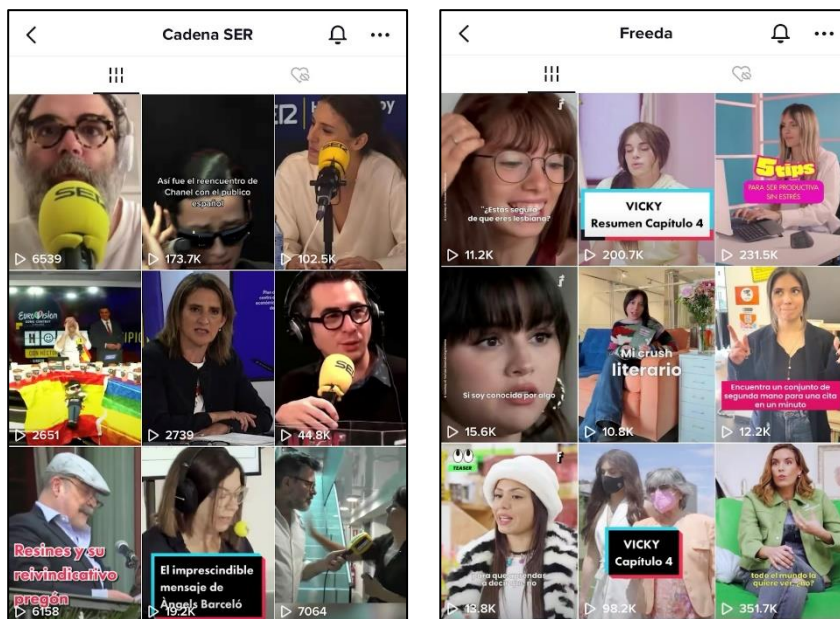 Cadena SER
SER
6539
Así fue el reencuentro de
Chanel con el publico
español
173.7K
102.5K
EUROVISION
2651
2739
SER
44.8K
Resines y su
reivindicativo
pregón
6158
El imprescindible
mensaje de
Àngels Barceló
19.2K
7064
Freeda
"¿Estás segura
de que eres lesbiana?
11.2K
VICKY
Resumen Capítulo 4
200.7K
5 tips
PARA SER PRODUCTIVA
SIN ESTRÉS
231.5K
Si soy conocida por algo
15.6K
Mi crush
literario
10.8K
Encuentra un conjunto de
segunda mano para una cita
en un minuto
12.2K
TEASER
13.8K
VICKY
Capítulo 4
98.2K
todo el mundo la
351.7K